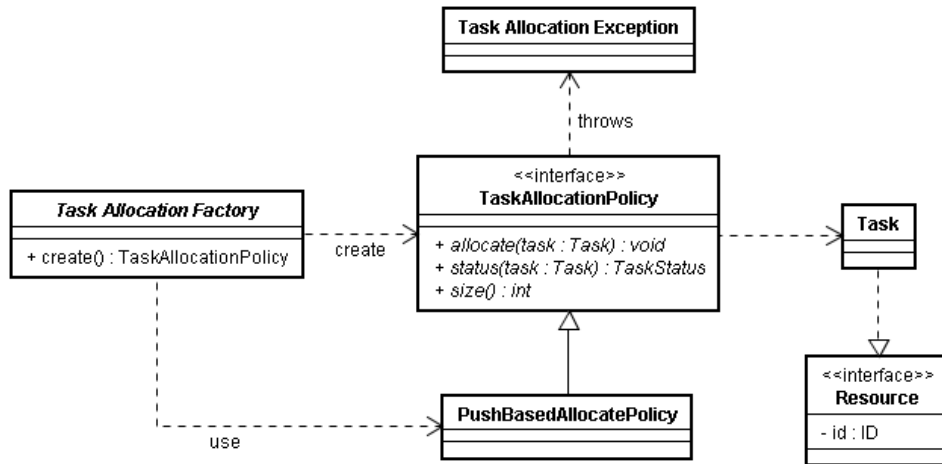 Task Allocation Exception
throws
<<interface>>
TaskAllocationPolicy
+ allocate(task : Task) : void
+ status(task : Task) : TaskStatus
+ size() : int
Task Allocation Factory
+ create() : TaskAllocationPolicy
create
Task
<<interface>>
Resource
- id : ID
PushBasedAllocatePolicy
use